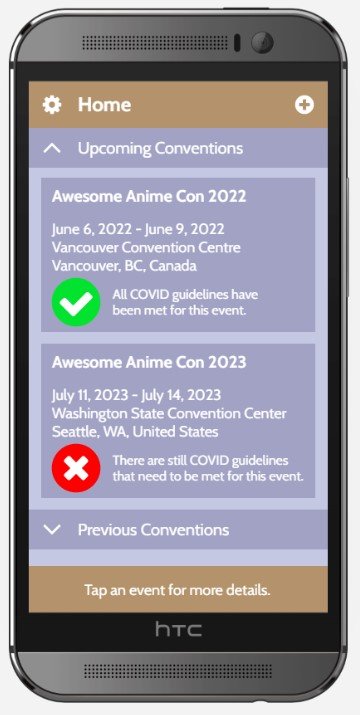 Home
Upcoming Conventions
Awesome Anime Con 2022
June 6, 2022 - June 9, 2022
Vancouver Convention Centre
Vancouver, BC, Canada
All COVID guidelines have
been met for this event.
Awesome Anime Con 2023
July 11, 2023 - July 14, 2023
Washington State Convention Center
Seattle, WA, United States
There are still COVID guidelines
that need to be met for this event.
Previous Conventions
Tap an event for more details.
hTC